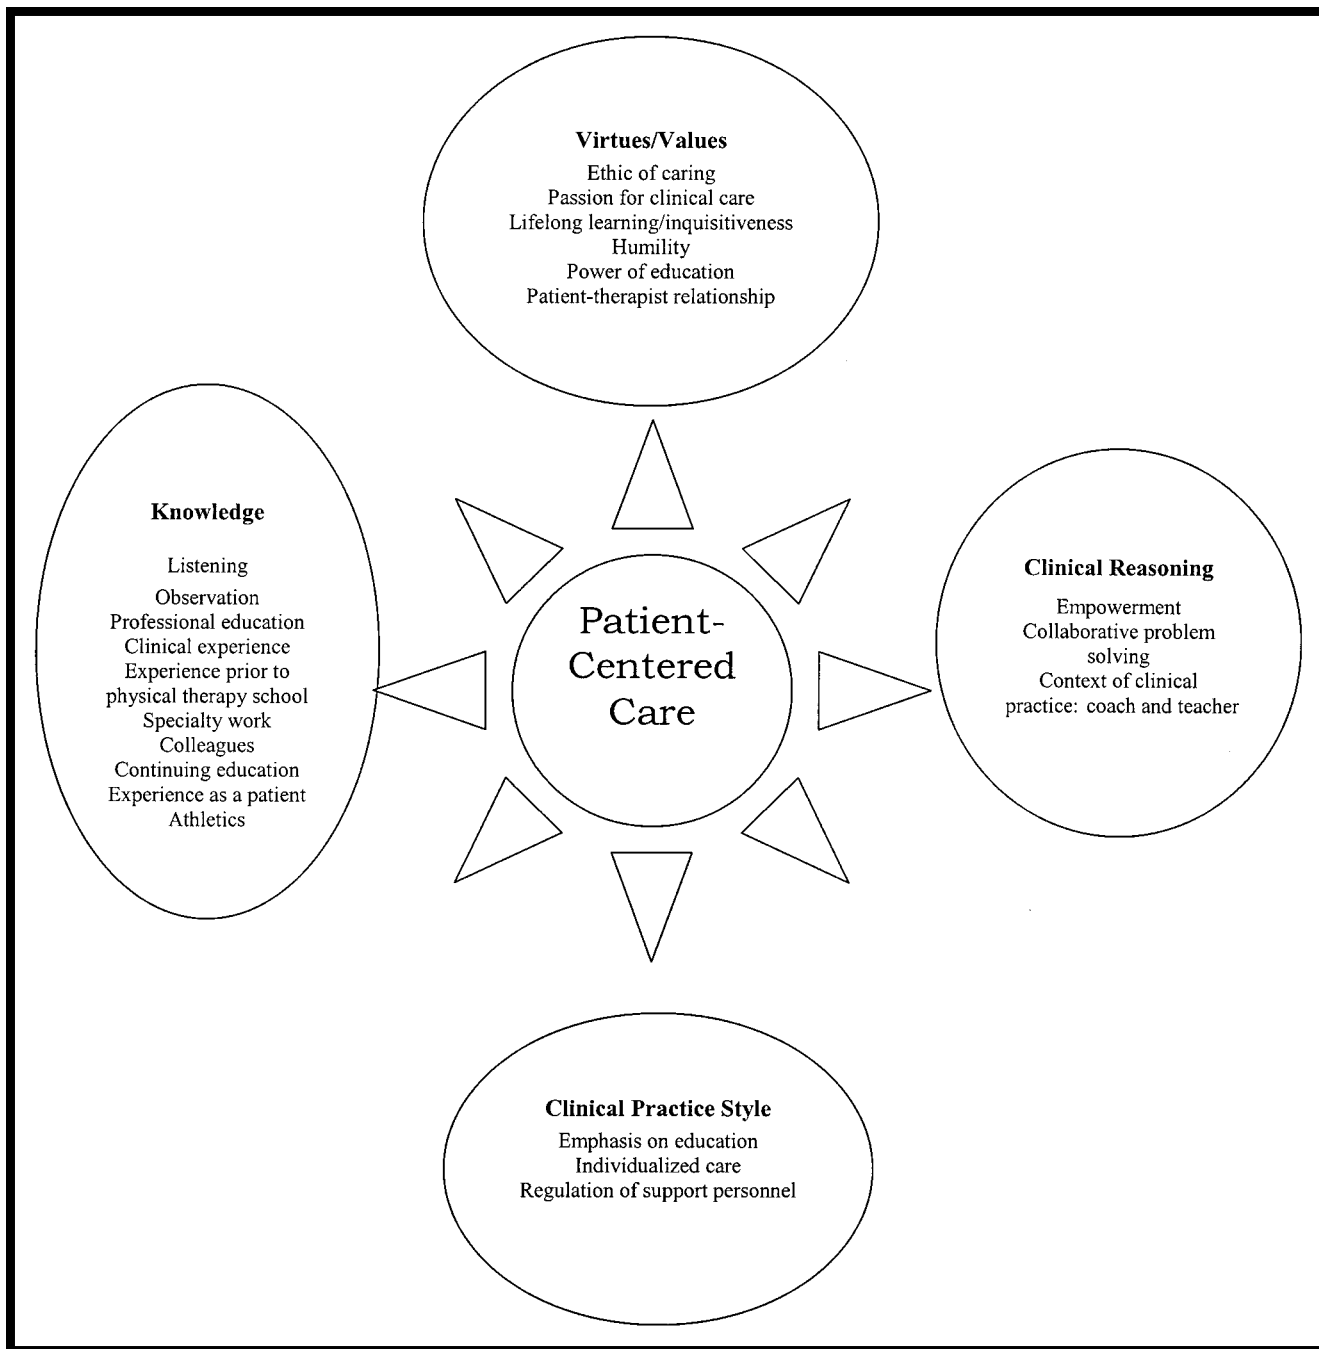 Virtues/Values
Ethic of caring
Passion for clinical care
Lifelong learning/inquisitiveness
Humility
Power of education
Patient-therapist relationship
Knowledge
Listening
Observation
Professional education
Clinical experience
Experience prior to
physical therapy school
Specialty work
Colleagues
Continuing education
Experience as a patient
Athletics
Patient-
Centered
Care
Clinical Reasoning
Empowerment
Collaborative problem
solving
Context of clinical
practice: coach and teacher
Clinical Practice Style
Emphasis on education
Individualized care
Regulation of support personnel